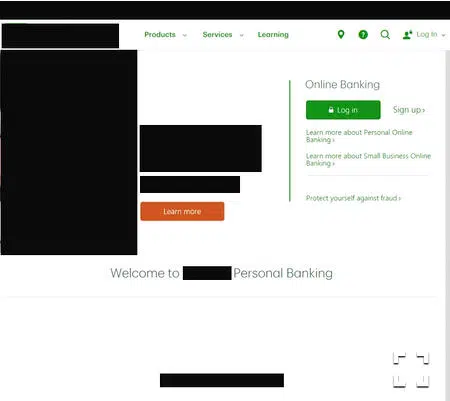 Products Services Learning ? Log In
Online Banking
Log in Sign up ›
Learn more about Personal Online
Banking ›
Learn more about Small Business Online
Banking ›
Protect yourself against fraud ›
Learn more
Welcome to Personal Banking